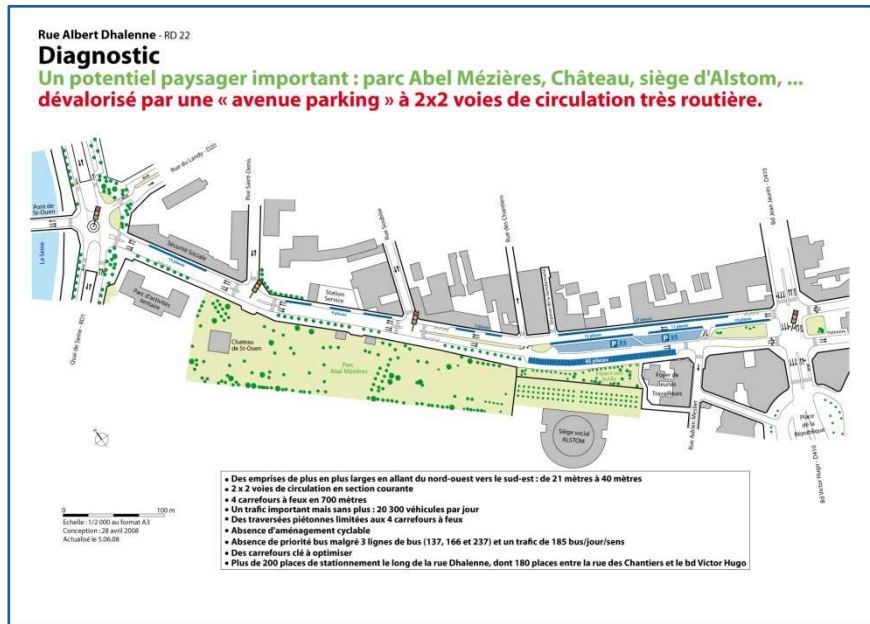 Rue Albert Dhalenne - RD 22
Diagnostic
Un potentiel paysager important : parc Abel Mézières, Château, siège d'Alstom, ...
dévalorisé par une « avenue parking » à 2x2 voies de circulation très routière.
Pont de
St-Ouen
La Seine
Quai de Seine - RD1
Rue du Landy - D20
Rue Saint-Denis
Sécurité Sociale
Parc d'activités
tertiaire
Chateau
de St-Ouen
Station
Service
Rue Soubise
Parc
Abel Mézières
Rue des Chantiers
45 places
P 35
P 35
Foyer de
Jeunes
Travailleurs
Siège social
ALSTOM
Rue Adrien Meslier
Bd Jean Jaurès - D410
Place
de la
République
Bd Victor Hugo - D410
0 100 m
Echelle : 1/2 000 au format A3
Conception : 28 avril 2008
Actualisé le 5.06.08
• Des emprises de plus en plus larges en allant du nord-ouest vers le sud-est : de 21 mètres à 40 mètres
• 2 x 2 voies de circulation en section courante
• 4 carrefours à feux en 700 mètres
• Un trafic important mais sans plus : 20 300 véhicules par jour
• Des traversées piétonnes limitées aux 4 carrefours à feux
• Absence d'aménagement cyclable
• Absence de priorité bus malgré 3 lignes de bus (137, 166 et 237) et un trafic de 185 bus/jour/sens
• Des carrefours clé à optimiser
• Plus de 200 places de stationnement le long de la rue Dhalenne, dont 180 places entre la rue des Chantiers et le bd Victor Hugo